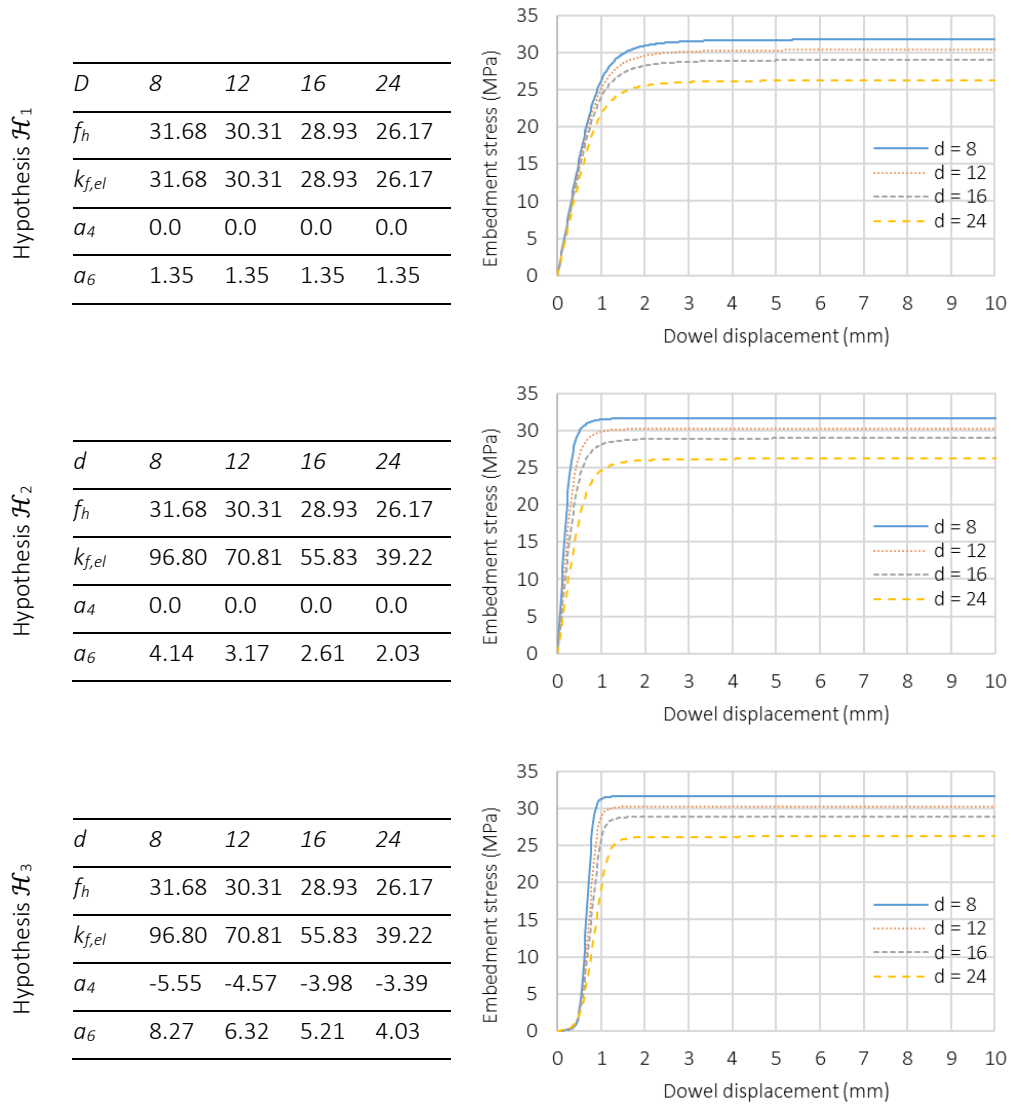 Hypothesis ℋ1
D 8 12 16 24
fh 31.68 30.31 28.93 26.17
kf,el 31.68 30.31 28.93 26.17
a4 0.0 0.0 0.0 0.0
a6 1.35 1.35 1.35 1.35
Embedment stress (MPa)
35
30
25
20
15
10
5
0
d = 8
d = 12
d = 16
d = 24
0 1 2 3 4 5 6 7 8 9 10
Dowel displacement (mm)
Hypothesis ℋ2
d 8 12 16 24
fh 31.68 30.31 28.93 26.17
kf,el 96.80 70.81 55.83 39.22
a4 0.0 0.0 0.0 0.0
a6 4.14 3.17 2.61 2.03
Embedment stress (MPa)
35
30
25
20
15
10
5
0
d = 8
d = 12
d = 16
d = 24
0 1 2 3 4 5 6 7 8 9 10
Dowel displacement (mm)
Hypothesis ℋ3
d 8 12 16 24
fh 31.68 30.31 28.93 26.17
kf,el 96.80 70.81 55.83 39.22
a4 -5.55 -4.57 -3.98 -3.39
a6 8.27 6.32 5.21 4.03
Embedment stress (MPa)
35
30
25
20
15
10
5
0
d = 8
d = 12
d = 16
d = 24
0 1 2 3 4 5 6 7 8 9 10
Dowel displacement (mm)